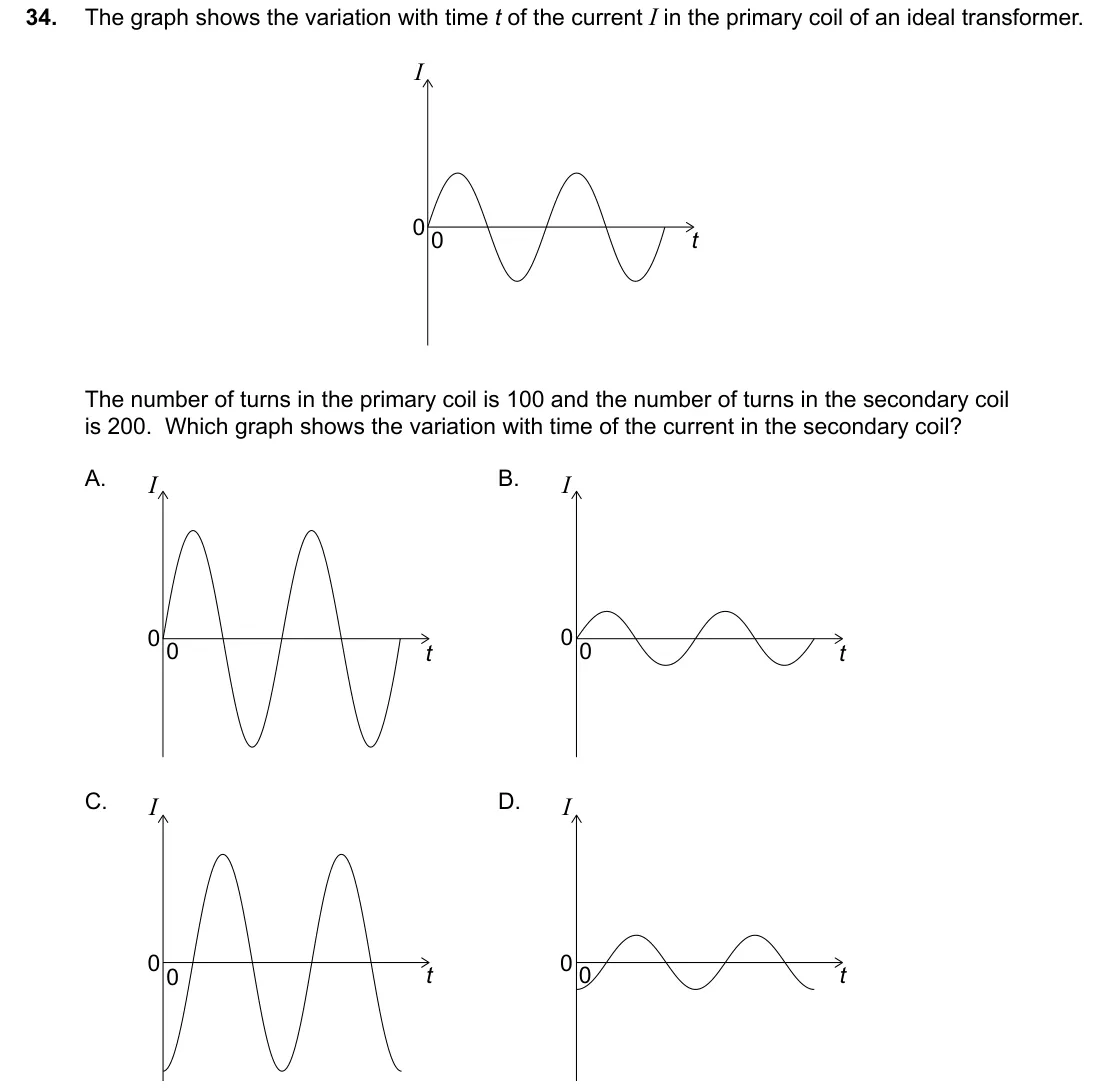 34. The graph shows the variation with time t of the current I in the primary coil of an ideal transformer.
I
0
0
t
The number of turns in the primary coil is 100 and the number of turns in the secondary coil
is 200. Which graph shows the variation with time of the current in the secondary coil?
A.
I
0
0
t
B.
I
0
0
t
C.
I
0
0
t
D.
I
0
0
t